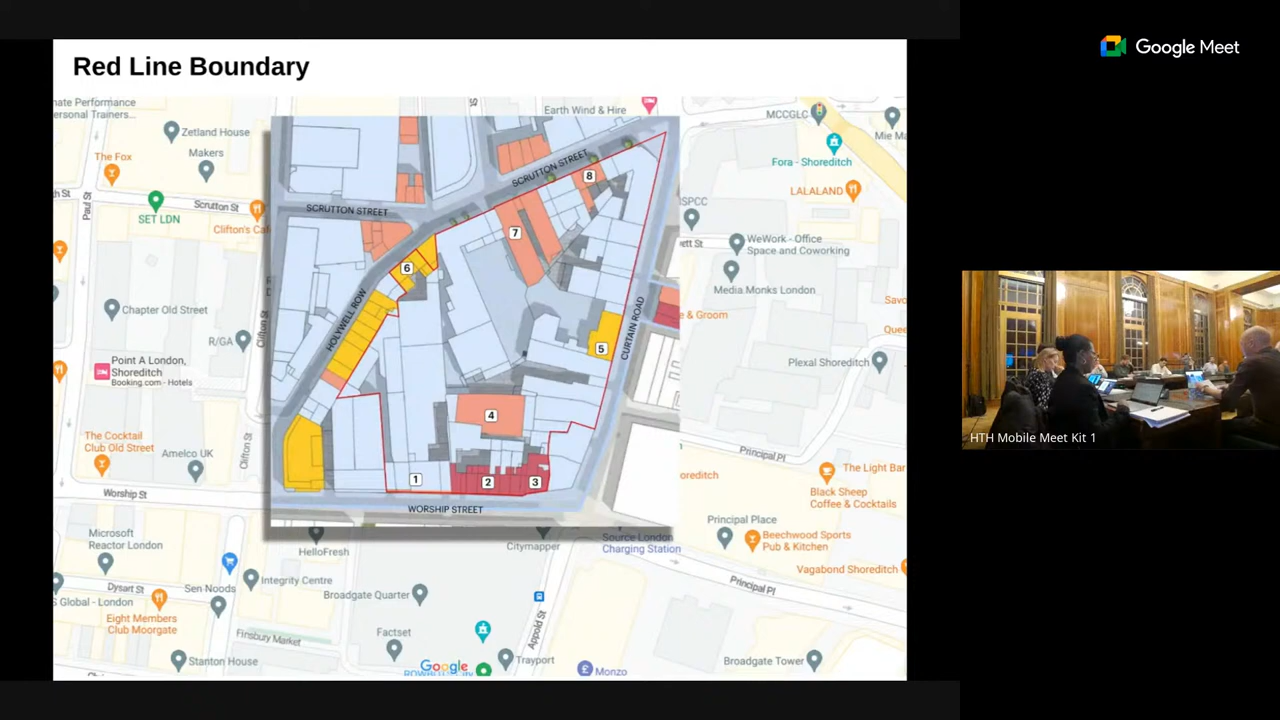 Red Line Boundary
Google Meet
Earth Wind & Hire
MCCGLC
Zetland House
Makers
The Fox
Fora - Shoreditch
LALALAND
Paul St
Scrutton St
SET LDN
SCRUTTON STREET
SCRUTTON STREET
8
7
6
5
4
1
2
3
HOLYWELL ROW
CURTAIN ROAD
WORSHIP STREET
WeWork - Office
Space and Coworking
Media Monks London
Chapter Old Street
R/GA
Clifton St
Point A London,
Shoreditch
Booking.com - Hotels
Plexal Shoreditch
The Cocktail
Club Old Street
Clifton St
Amelco UK
Worship St
Principal Pl
The Light Bar
Black Sheep
Coffee & Cocktails
HTH Mobile Meet Kit 1
Microsoft
Reactor London
HelloFresh
Citymapper
Source London
Charging Station
Principal Place
Beechwood Sports
Pub & Kitchen
Vagabond Shoreditch
Dysart St
Sen Noods
Integrity Centre
Broadgate Quarter
Principal Pl
Eight Members
Club Moorgate
Finsbury Market
Factset
Appold St
Stanton House
Google
Trayport
Monzo
Broadgate Tower